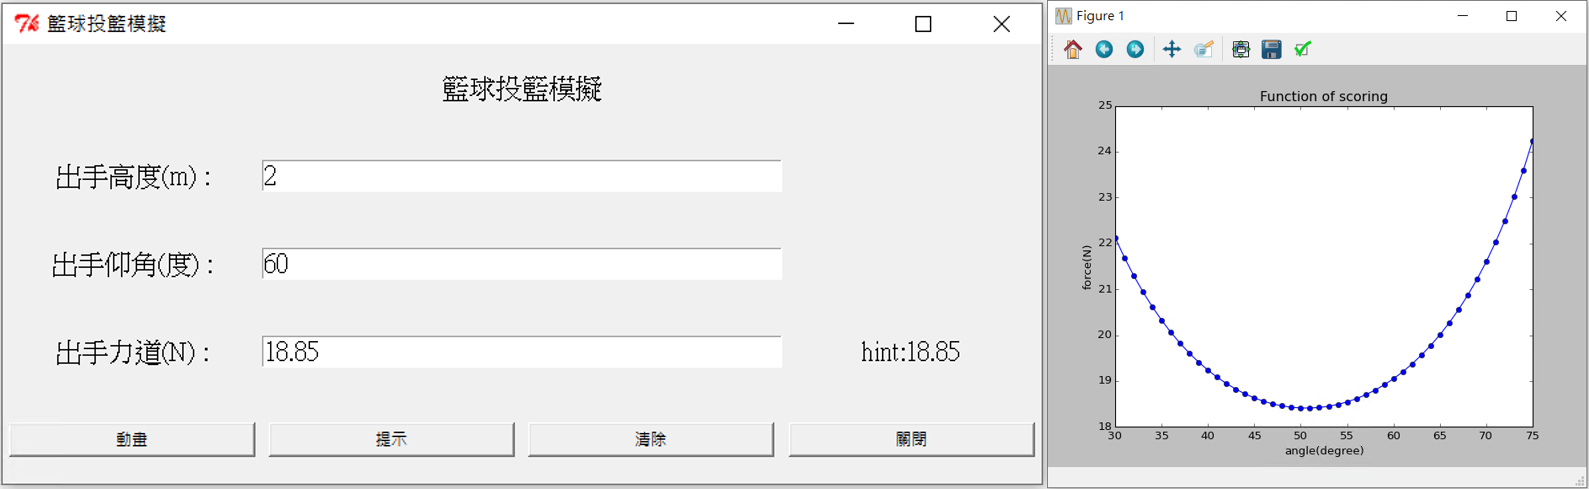 籃球投籃模擬
籃球投籃模擬
出手高度(m) : 2
出手仰角(度) : 60
出手力道(N) : 18.85 hint:18.85
動畫 提示 清除 關閉
Figure 1
Function of scoring
25
24
23
22
21
20
19
18
force(N)
30 35 40 45 50 55 60 65 70 75
angle(degree)